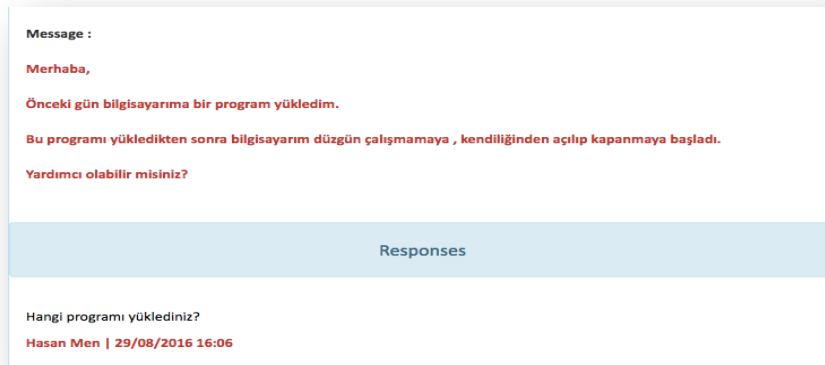 Message :
Merhaba,
Önceki gün bilgisayarıma bir program yükledim.
Bu programı yükledikten sonra bilgisayarım düzgün çalışmamaya , kendiliğinden açılıp kapanmaya başladı.
Yardımcı olabilir misiniz?
Responses
Hangi programı yüklediniz?
Hasan Men | 29/08/2016 16:06